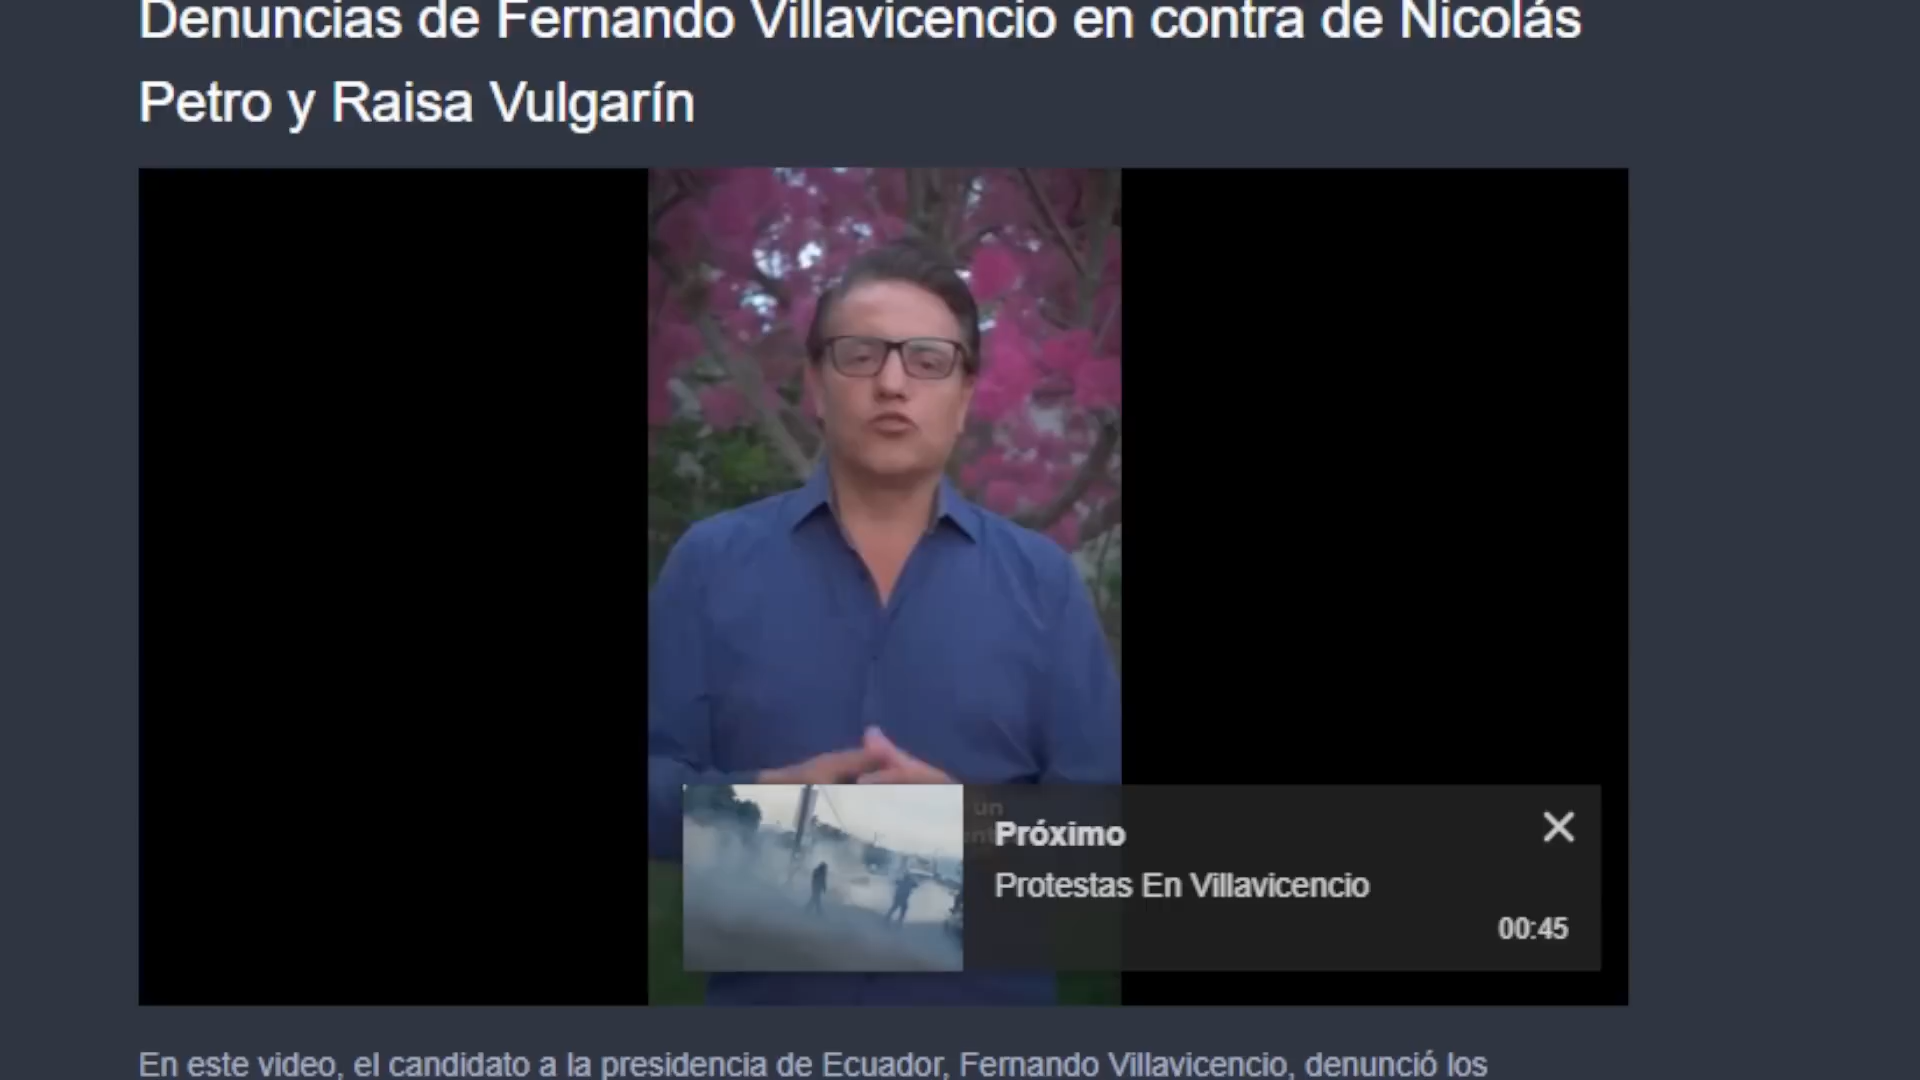 Denuncias de Fernando Villavicencio en contra de Nicolás
Petro y Raisa Vulgarín
un
Próximo
Protestas En Villavicencio
00:45
En este video, el candidato a la presidencia de Ecuador, Fernando Villavicencio, denunció los